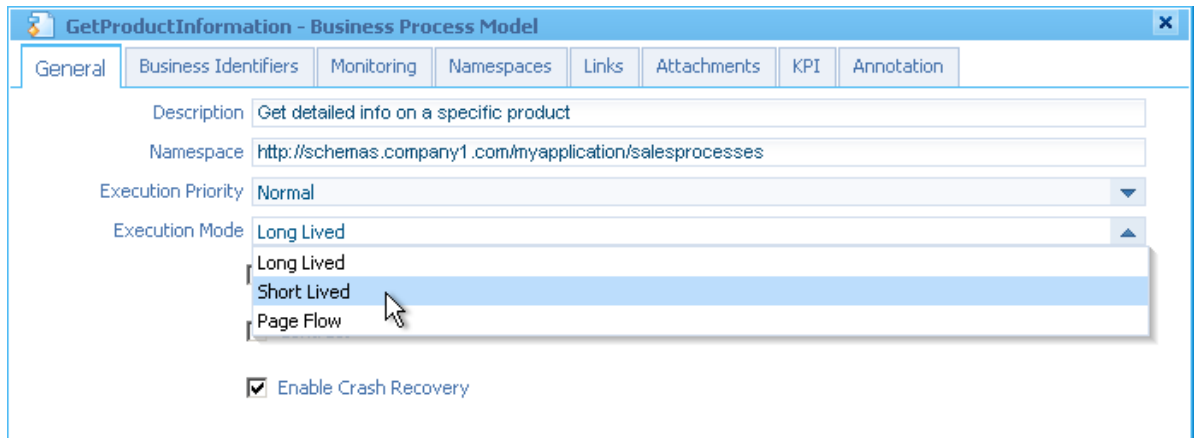 GetProductInformation - Business Process Model
General Business Identifiers Monitoring Namespaces Links Attachments KPI Annotation
Description Get detailed info on a specific product
Namespace http://schemas.company1.com/myapplication/salesprocesses
Execution Priority Normal
Execution Mode Long Lived
Long Lived
Short Lived
Page Flow
Enable Crash Recovery